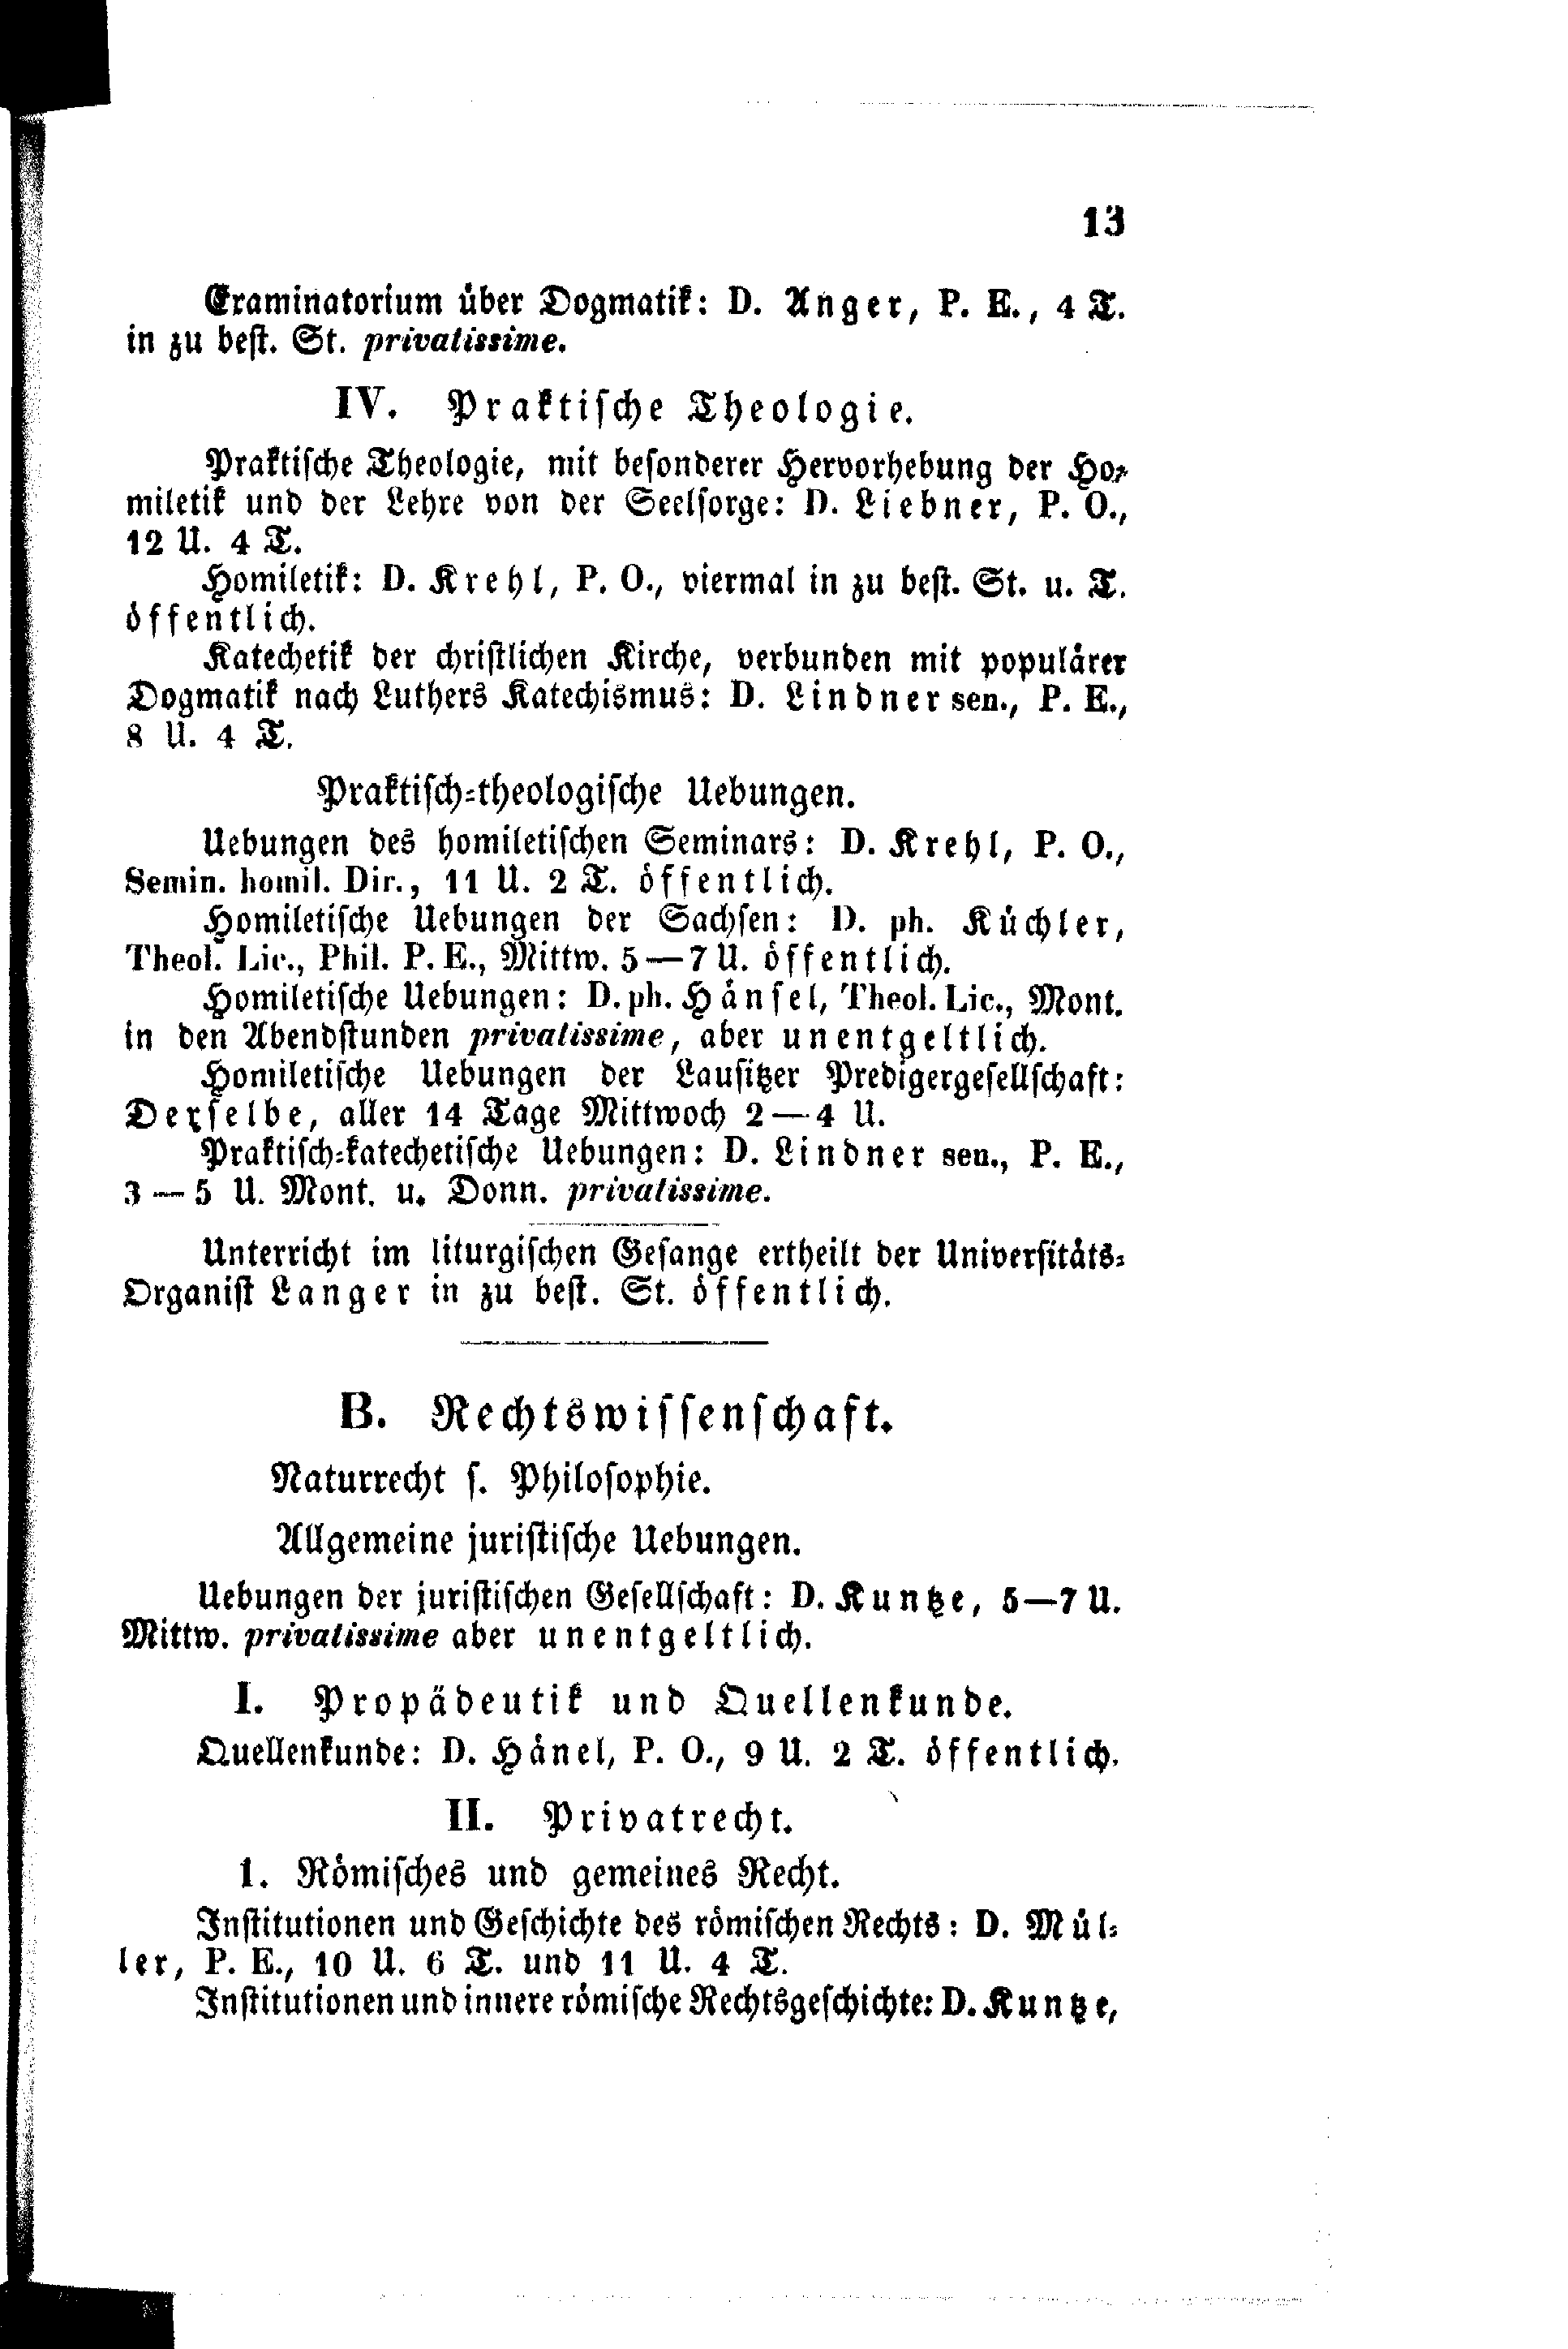 13
Examinatorium über Dogmatik: D. Anger, P. E., 4 T.
in zu best. St. privatissime.
IV. Praktische Theologie.
Praktische Theologie, mit besonderer Hervorhebung der Ho-
miletik und der Lehre von der Seelsorge: D. Liebner, P. O.,
12 U. 4 T.
Homiletik: D. Krehl, P. O., viermal in zu best. St. u. T.
öffentlich.
Katechetik der christlichen Kirche, verbunden mit populärer
Dogmatik nach Luthers Katechismus: D. Lindner sen., P. E.,
8 U. 4 T.
Praktisch-theologische Uebungen.
Uebungen des homiletischen Seminars: D. Krehl, P. O.,
Semin. homil. Dir., 11 U. 2 T. öffentlich.
Homiletische Uebungen der Sachsen: D. ph. Küchler,
Theol. Lic., Phil. P. E., Mittw. 5—7 U. öffentlich.
Homiletische Uebungen: D. ph. Hänsel, Theol. Lic., Mont.
in den Abendstunden privatissime, aber unentgeltlich.
Homiletische Uebungen der Lausitzer Predigergesellschaft:
Derselbe, aller 14 Tage Mittwoch 2—4 U.
Praktisch-katechetische Uebungen: D. Lindner sen., P. E.,
3—5 U. Mont. u. Donn. privatissime.
Unterricht im liturgischen Gesange ertheilt der Universitäts-
Organist Langer in zu best. St. öffentlich.
B. Rechtswissenschaft.
Naturrecht s. Philosophie.
Allgemeine juristische Uebungen.
Uebungen der juristischen Gesellschaft: D. Kuntze, 5—7 U.
Mittw. privatissime aber unentgeltlich.
I. Propädeutik und Quellenkunde.
Quellenkunde: D. Hänel, P. O., 9 U. 2 T. öffentlich.
II. Privatrecht.
1. Römisches und gemeines Recht.
Institutionen und Geschichte des römischen Rechts: D. Mül-
ler, P. E., 10 U. 6 T. und 11 U. 4 T.
Institutionen und innere römische Rechtsgeschichte: D. Kuntze,